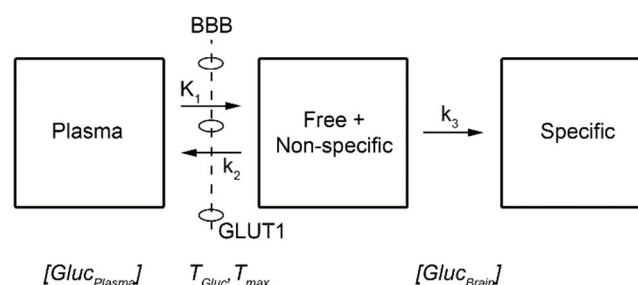 BBB
K1
Plasma
Free +
Non-specific
k3
Specific
k2
GLUT1
[GlucPlasma]
TGluc, Tmax
[GlucBrain]